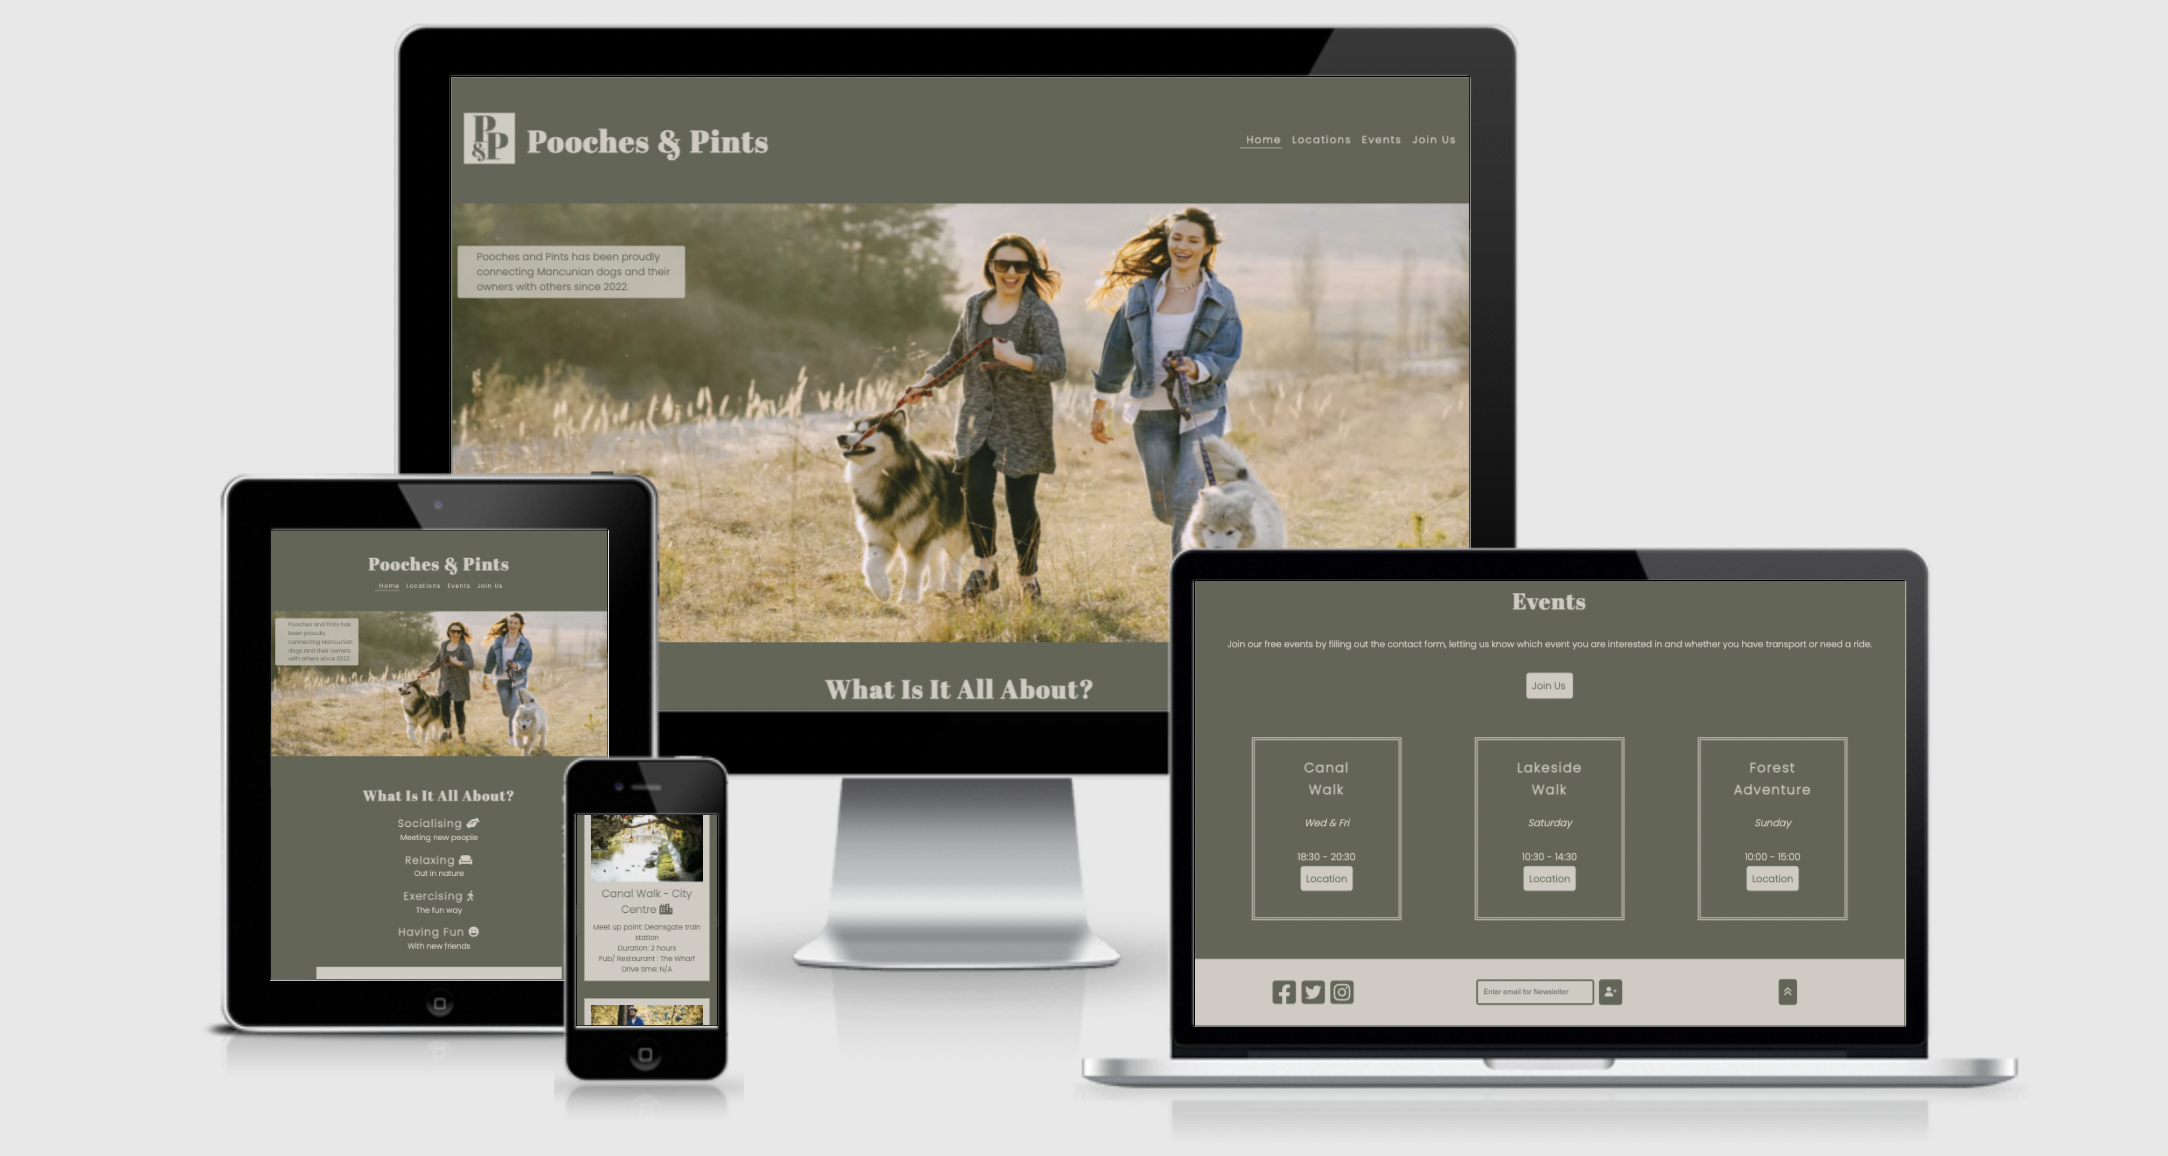 P
&P
Pooches & Pints
Home Locations Events Join Us
Pooches and Pints has been proudly
connecting Mancunian dogs and their
owners with others since 2022.
What Is It All About?
Pooches & Pints
Home Locations Events Join Us
Pooches and Pints has
been proudly
connecting Mancunian
dogs and their owners
with others since 2022.
What Is It All About?
Socialising
Meeting new people
Relaxing
Out in nature
Exercising
The fun way
Having Fun
With new friends
Canal Walk - City
Centre
Meet up point: Deansgate train
station
Duration: 2 hours
Pub/ Restaurant : The Wharf
Drive time: N/A
Events
Join our free events by filling out the contact form, letting us know which event you are interested in and whether you have transport or need a ride.
Join Us
Canal
Walk
Wed & Fri
18:30 - 20:30
Location
Lakeside
Walk
Saturday
10:30 - 14:30
Location
Forest
Adventure
Sunday
10:00 - 15:00
Location
Enter email for Newsletter